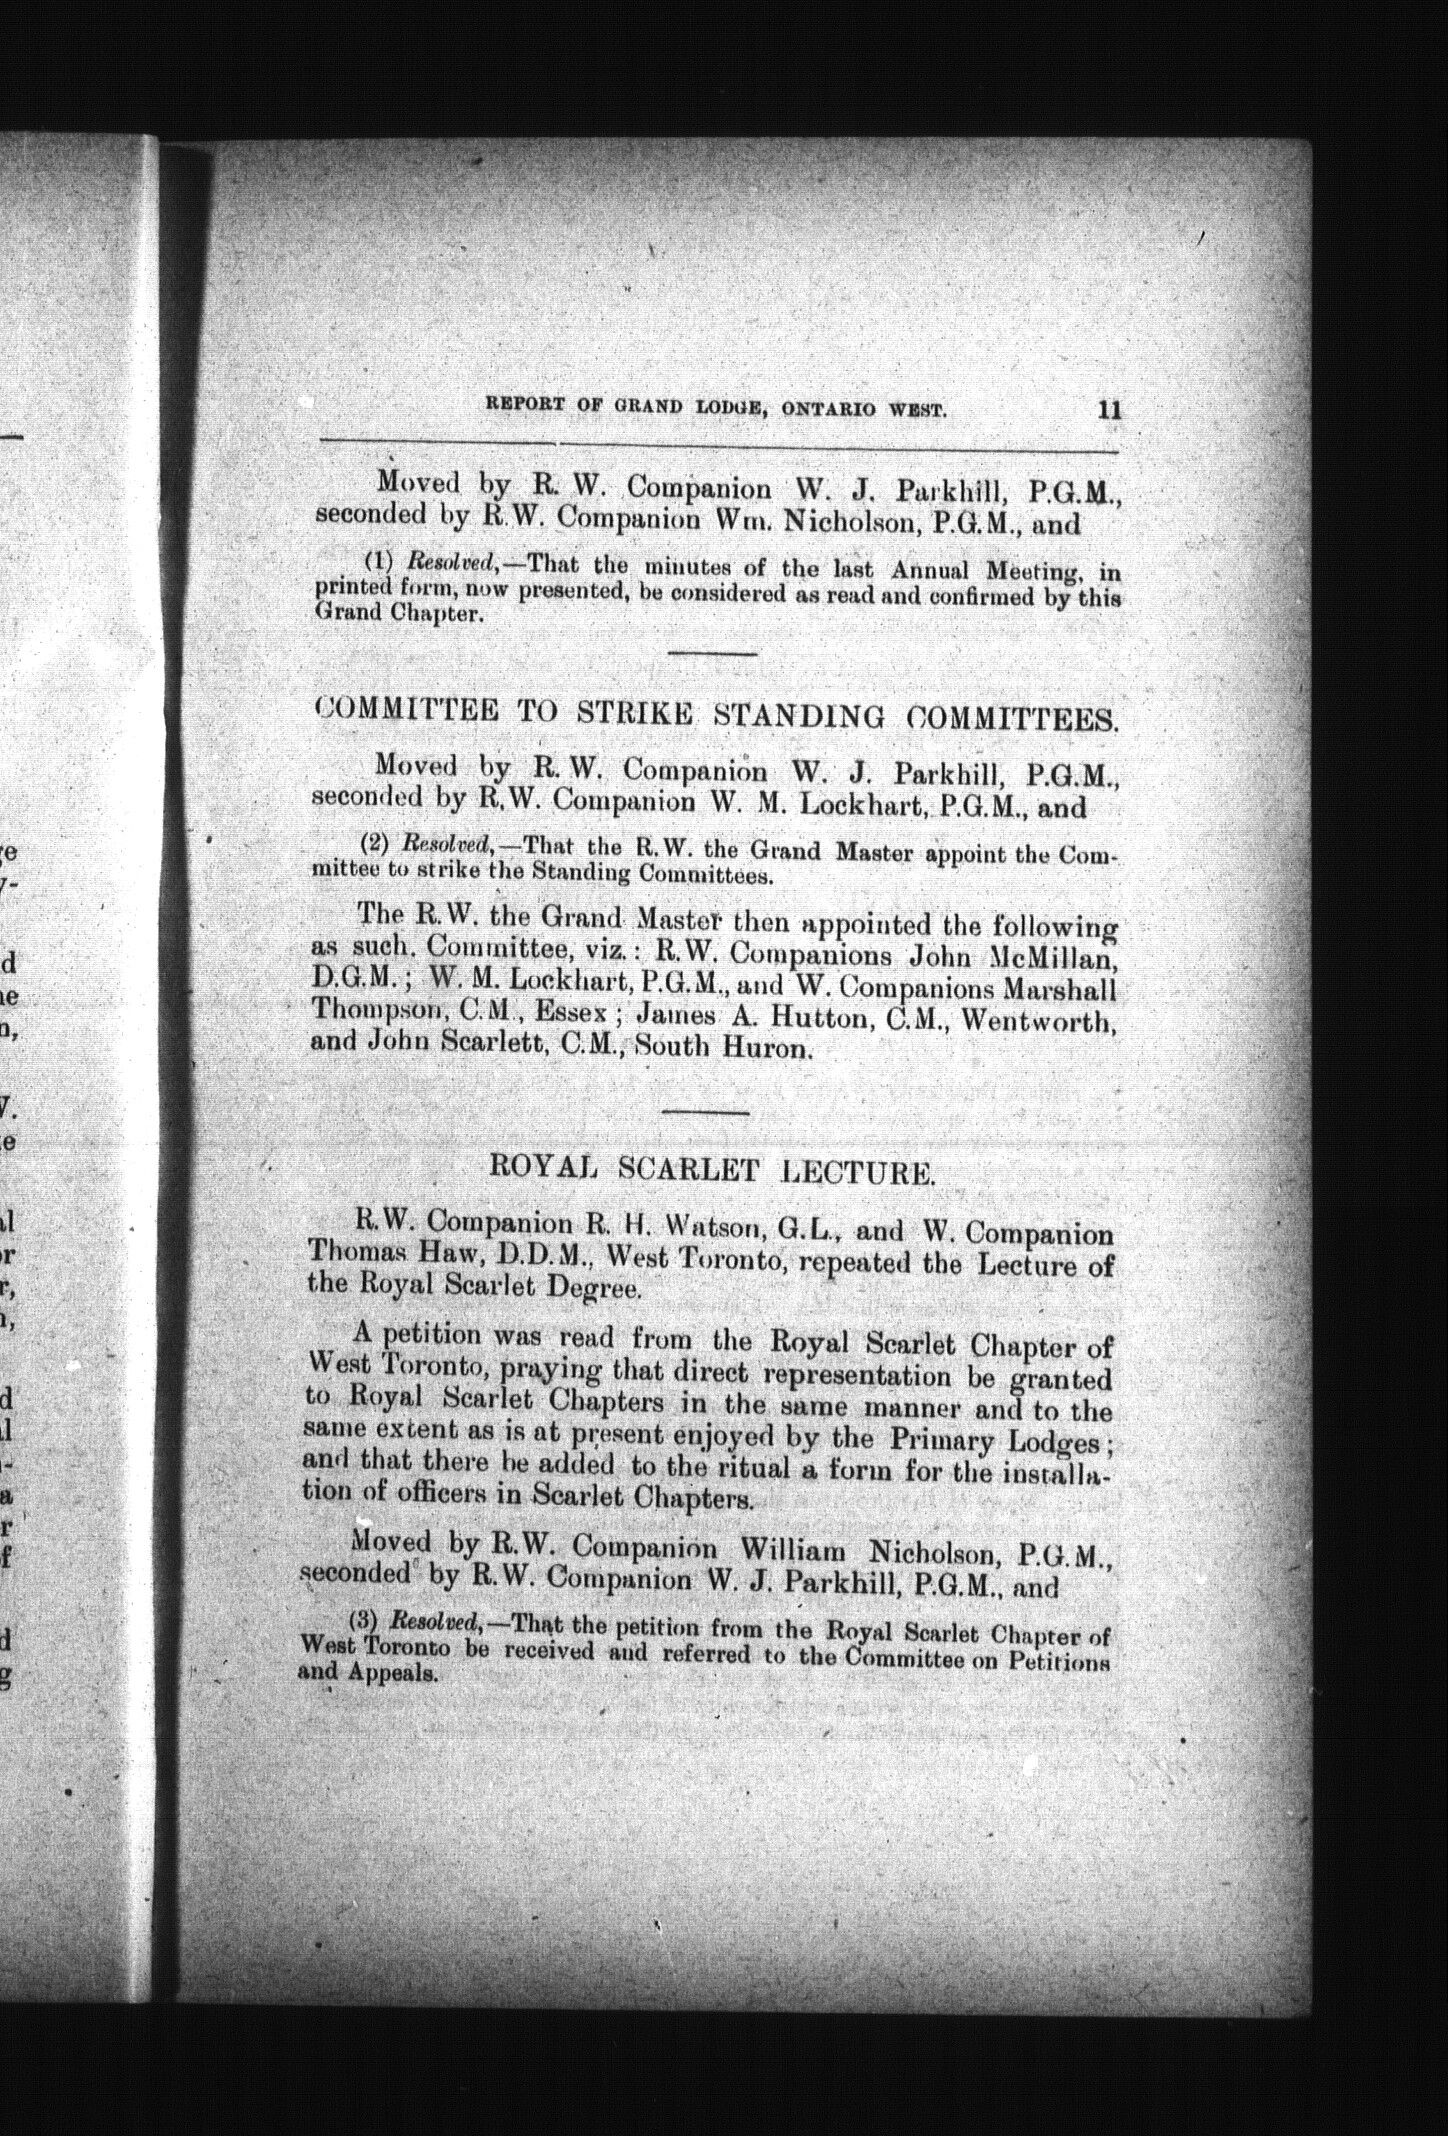 REPORT OF GRAND LODGE, ONTARIO WEST. 11
Moved by R. W. Companion W. J. Parkhill, P.G.M.,
seconded by R.W. Companion Wm. Nicholson, P.G.M., and
(1) Resolved,—That the minutes of the last Annual Meeting, in
printed form, now presented, be considered as read and confirmed by this
Grand Chapter.
COMMITTEE TO STRIKE STANDING COMMITTEES.
Moved by R. W. Companion W. J. Parkhill, P.G.M.,
seconded by R.W. Companion W. M. Lockhart, P.G.M., and
(2) Resolved,—That the R.W. the Grand Master appoint the Com-
mittee to strike the Standing Committees.
The R.W. the Grand Master then appointed the following
as such. Committee, viz.: R.W. Companions John McMillan,
D.G.M.; W. M. Lockhart, P.G.M., and W. Companions Marshall
Thompson, C.M., Essex; James A. Hutton, C.M., Wentworth,
and John Scarlett, C.M., South Huron.
ROYAL SCARLET LECTURE.
R.W. Companion R. H. Watson, G.L., and W. Companion
Thomas Haw, D.D.M., West Toronto, repeated the Lecture of
the Royal Scarlet Degree.
A petition was read from the Royal Scarlet Chapter of
West Toronto, praying that direct representation be granted
to Royal Scarlet Chapters in the same manner and to the
same extent as is at present enjoyed by the Primary Lodges;
and that there be added to the ritual a form for the installa-
tion of officers in Scarlet Chapters.
Moved by R.W. Companion William Nicholson, P.G.M.,
seconded by R.W. Companion W. J. Parkhill, P.G.M., and
(3) Resolved,—That the petition from the Royal Scarlet Chapter of
West Toronto be received and referred to the Committee on Petitions
and Appeals.